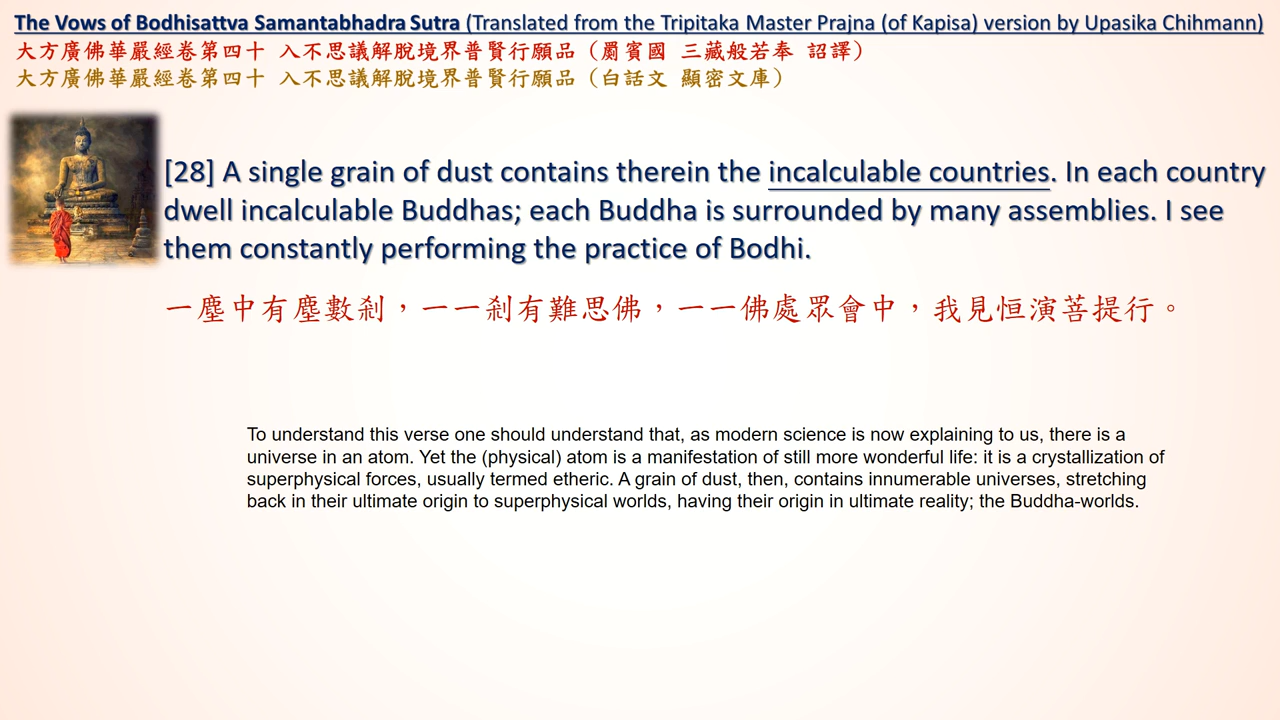 The Vows of Bodhisattva Samantabhadra Sutra (Translated from the Tripitaka Master Prajna (of Kapisa) version by Upasika Chihmann)
大方廣佛華嚴經卷第四十 入不思議解脫境界普賢行願品（罽賓國 三藏般若奉 詔譯）
大方廣佛華嚴經卷第四十 入不思議解脫境界普賢行願品（白話文 顯密文庫）
[28] A single grain of dust contains therein the incalculable countries. In each country
dwell incalculable Buddhas; each Buddha is surrounded by many assemblies. I see
them constantly performing the practice of Bodhi.
一塵中有塵數剎，一一剎有難思佛，一一佛處眾會中，我見恒演菩提行。
To understand this verse one should understand that, as modern science is now explaining to us, there is a
universe in an atom. Yet the (physical) atom is a manifestation of still more wonderful life: it is a crystallization of
superphysical forces, usually termed etheric. A grain of dust, then, contains innumerable universes, stretching
back in their ultimate origin to superphysical worlds, having their origin in ultimate reality; the Buddha-worlds.